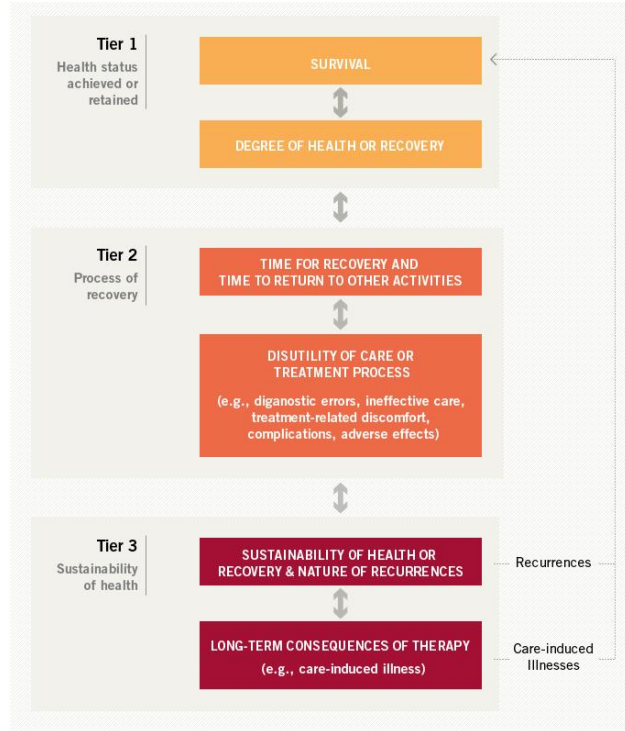 Tier 1
Health status
achieved or
retained
SURVIVAL
DEGREE OF HEALTH OR RECOVERY
Tier 2
Process of
recovery
TIME FOR RECOVERY AND
TIME TO RETURN TO OTHER ACTIVITIES
DISUTILITY OF CARE OR
TREATMENT PROCESS
(e.g., diganostic errors, ineffective care,
treatment-related discomfort,
complications, adverse effects)
Tier 3
Sustainability
of health
SUSTAINABILITY OF HEALTH OR
RECOVERY & NATURE OF RECURRENCES
Recurrences
LONG-TERM CONSEQUENCES OF THERAPY
(e.g., care-induced illness)
Care-induced
Illnesses